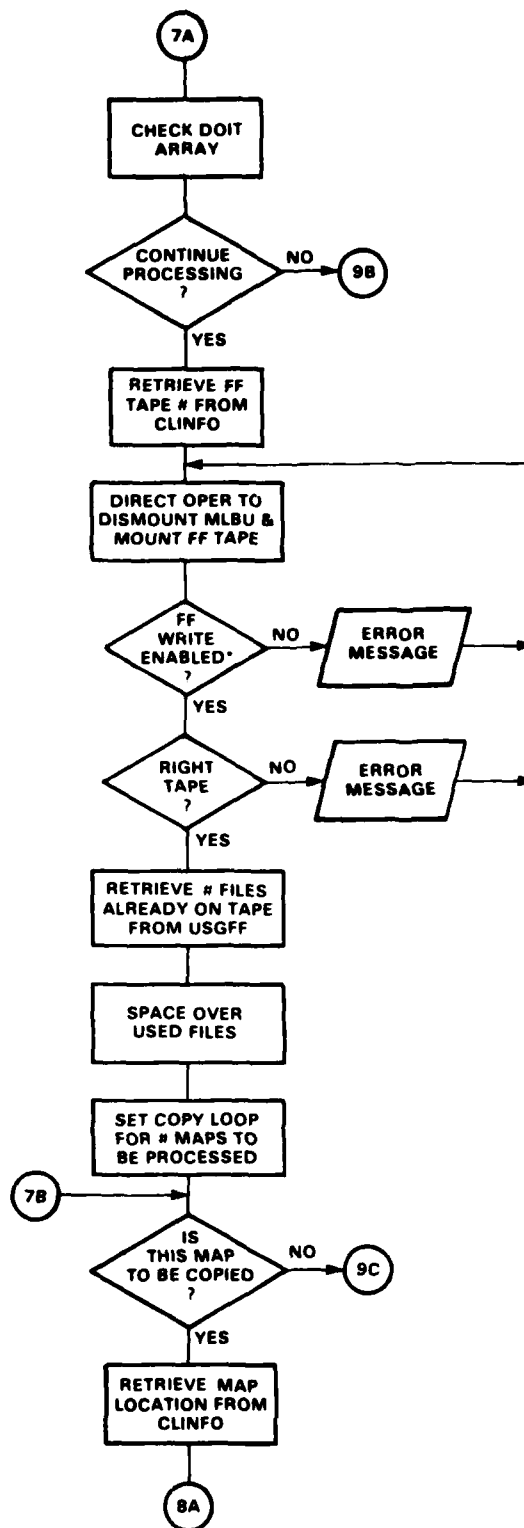 7A
CHECK DOIT
ARRAY
CONTINUE
PROCESSING
?
NO
9B
YES
RETRIEVE FF
TAPE # FROM
CLINFO
DIRECT OPER TO
DISMOUNT MLBU &
MOUNT FF TAPE
FF
WRITE
ENABLED*
?
NO
ERROR
MESSAGE
YES
RIGHT
TAPE
?
NO
ERROR
MESSAGE
YES
RETRIEVE # FILES
ALREADY ON TAPE
FROM USGFF
SPACE OVER
USED FILES
SET COPY LOOP
FOR # MAPS TO
BE PROCESSED
7B
IS
THIS MAP
TO BE COPIED
?
NO
9C
YES
RETRIEVE MAP
LOCATION FROM
CLINFO
8A